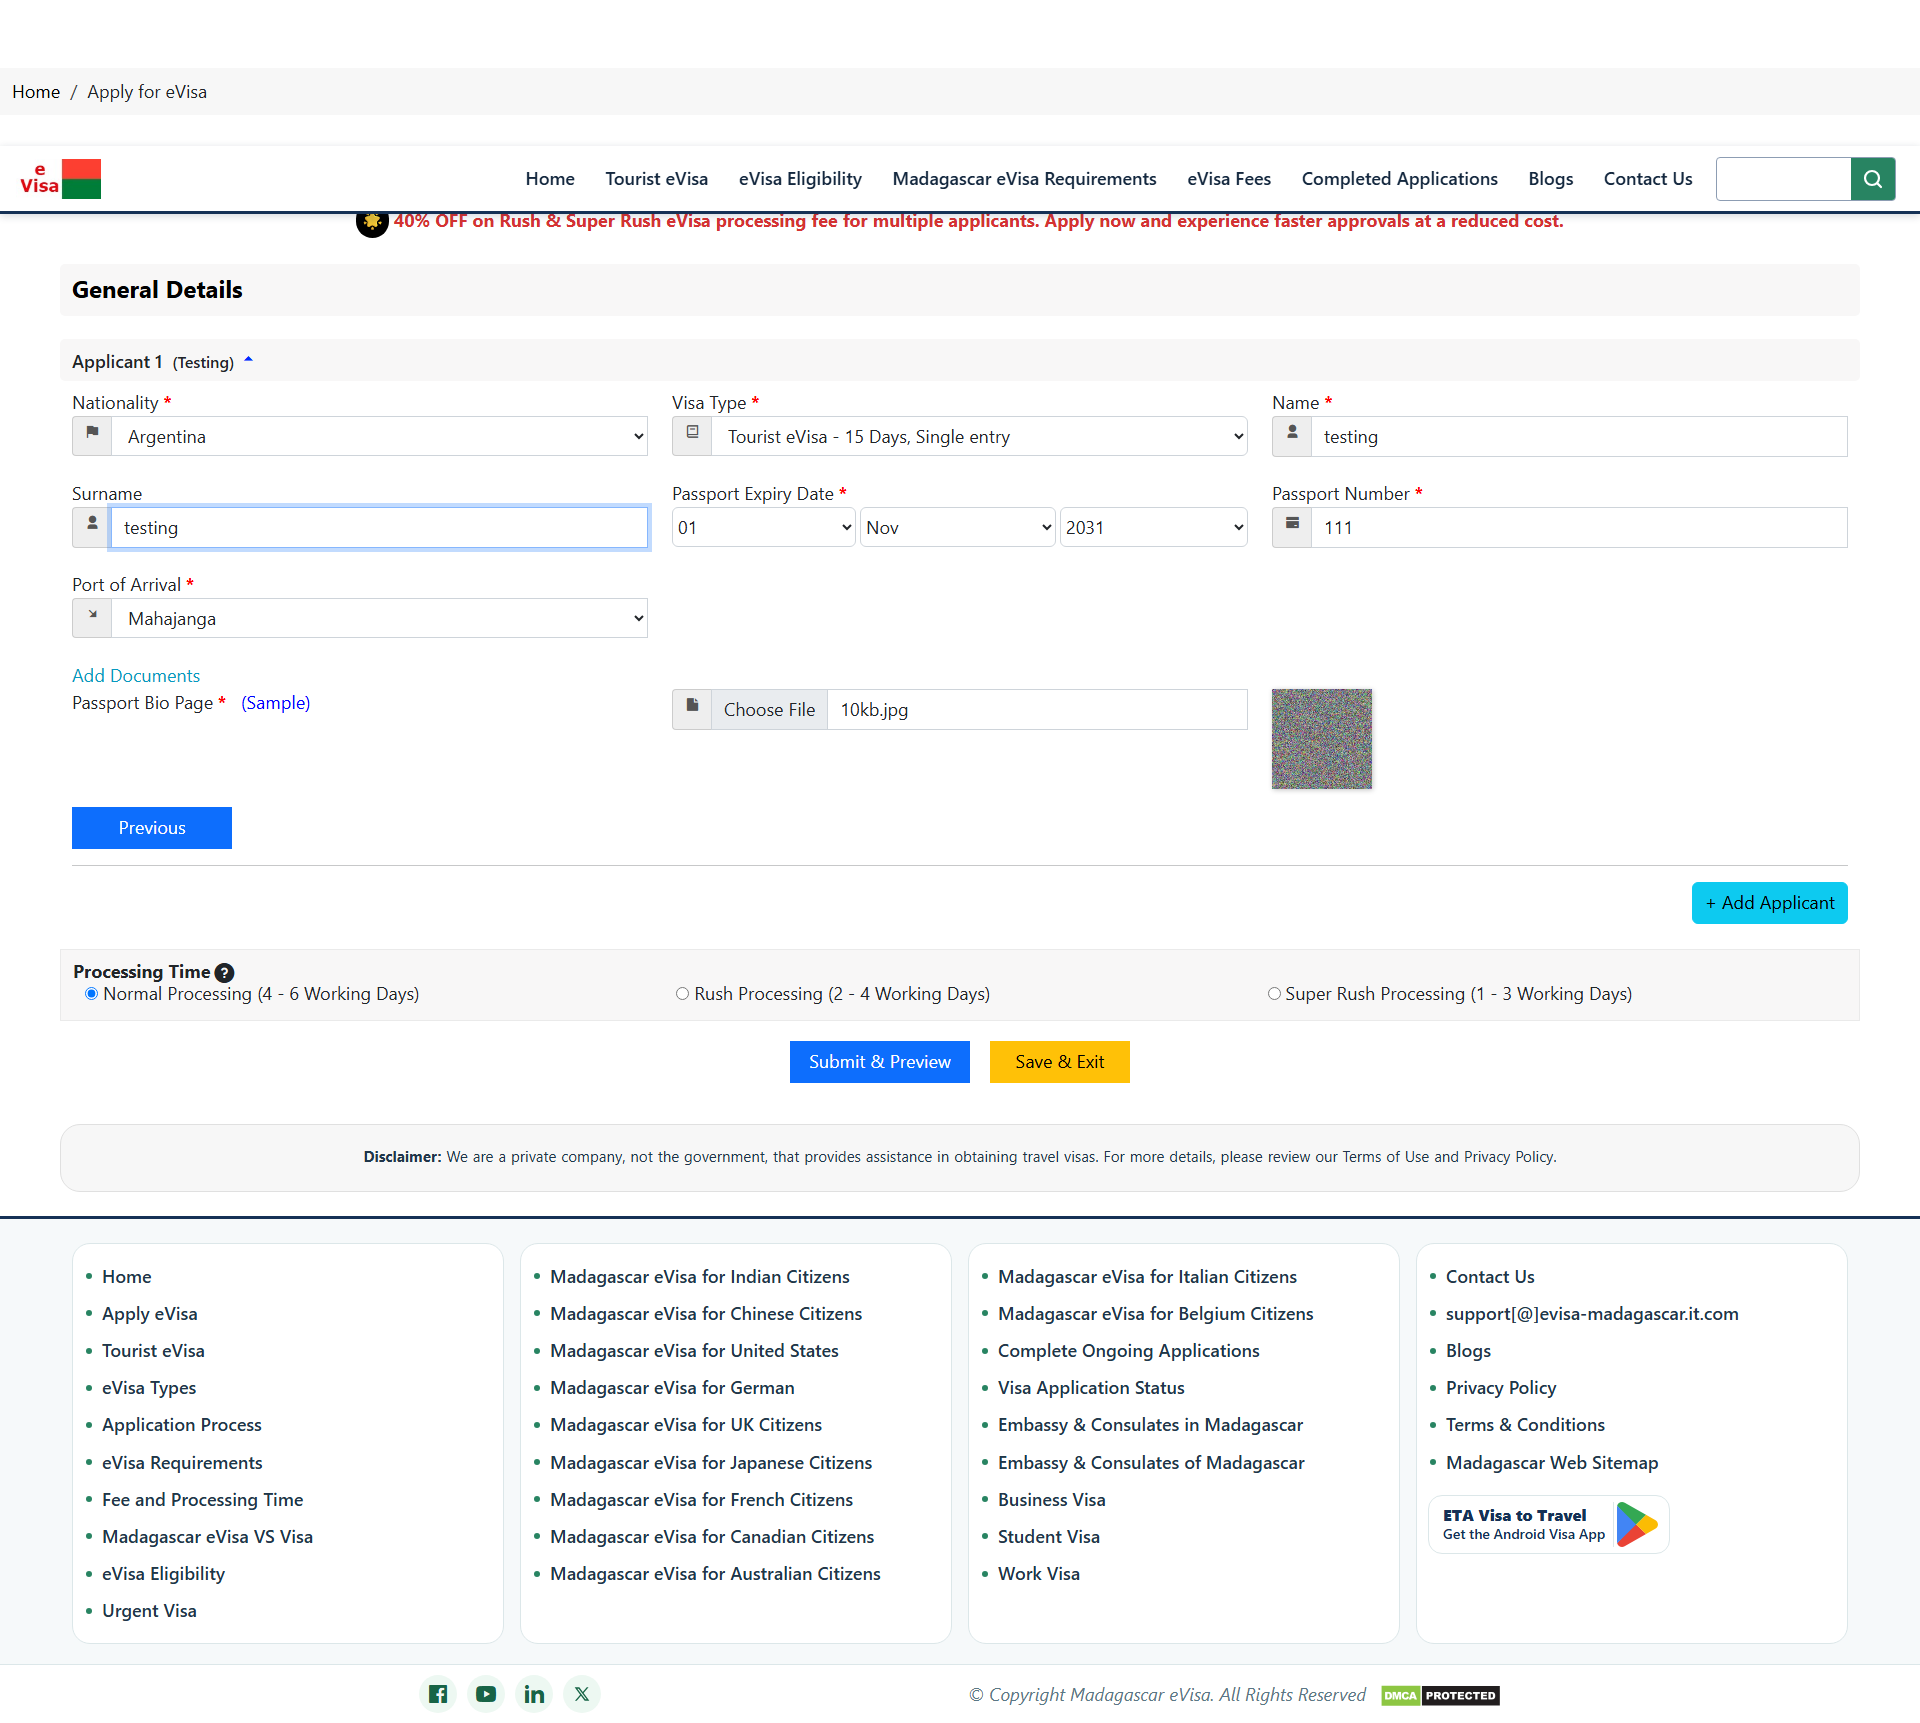 Home / Apply for eVisa
e
Visa
Home Tourist eVisa eVisa Eligibility Madagascar eVisa Requirements eVisa Fees Completed Applications Blogs Contact Us
40% OFF on Rush & Super Rush eVisa processing fee for multiple applicants. Apply now and experience faster approvals at a reduced cost.
General Details
Applicant 1 (Testing)
Nationality * Visa Type * Name *
Argentina Tourist eVisa - 15 Days, Single entry testing
Surname Passport Expiry Date * Passport Number *
testing 01 Nov 2031 111
Port of Arrival *
Mahajanga
Add Documents
Passport Bio Page * (Sample) Choose File 10kb.jpg
Previous
+ Add Applicant
Processing Time ?
Normal Processing (4 - 6 Working Days) Rush Processing (2 - 4 Working Days) Super Rush Processing (1 - 3 Working Days)
Submit & Preview Save & Exit
Disclaimer: We are a private company, not the government, that provides assistance in obtaining travel visas. For more details, please review our Terms of Use and Privacy Policy.
Home
Apply eVisa
Tourist eVisa
eVisa Types
Application Process
eVisa Requirements
Fee and Processing Time
Madagascar eVisa VS Visa
eVisa Eligibility
Urgent Visa
Madagascar eVisa for Indian Citizens
Madagascar eVisa for Chinese Citizens
Madagascar eVisa for United States
Madagascar eVisa for German
Madagascar eVisa for UK Citizens
Madagascar eVisa for Japanese Citizens
Madagascar eVisa for French Citizens
Madagascar eVisa for Canadian Citizens
Madagascar eVisa for Australian Citizens
Madagascar eVisa for Italian Citizens
Madagascar eVisa for Belgium Citizens
Complete Ongoing Applications
Visa Application Status
Embassy & Consulates in Madagascar
Embassy & Consulates of Madagascar
Business Visa
Student Visa
Work Visa
Contact Us
support[@]evisa-madagascar.it.com
Blogs
Privacy Policy
Terms & Conditions
Madagascar Web Sitemap
ETA Visa to Travel
Get the Android Visa App
© Copyright Madagascar eVisa. All Rights Reserved DMCA PROTECTED